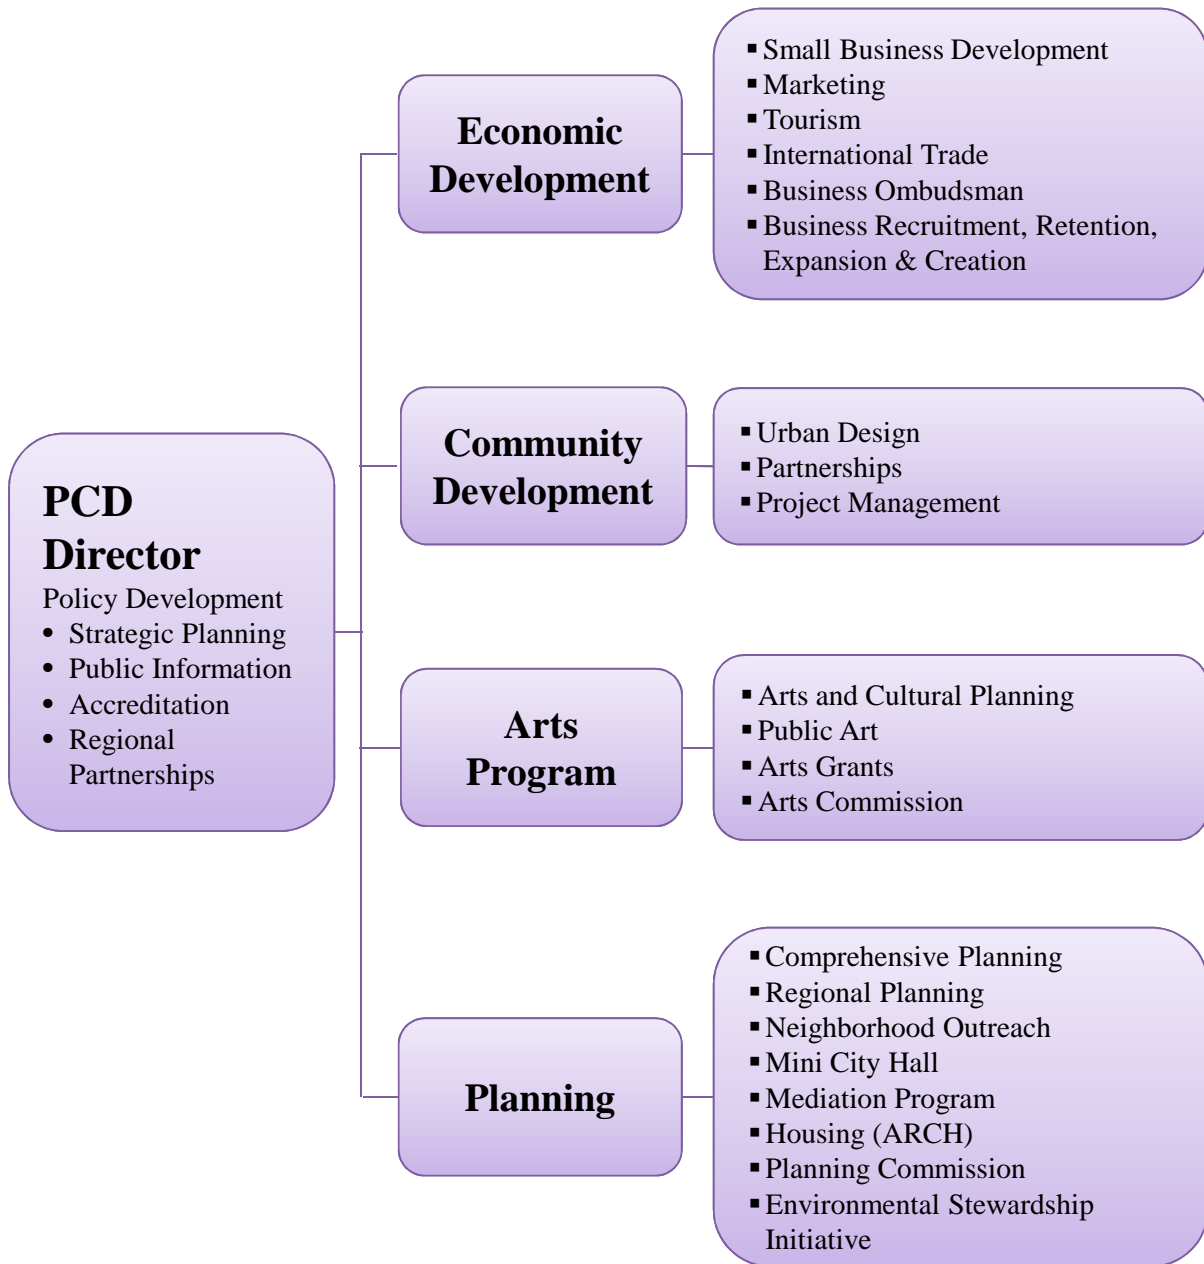 PCD
Director
Policy Development
• Strategic Planning
• Public Information
• Accreditation
• Regional
Partnerships
Economic
Development
▪ Small Business Development
▪ Marketing
▪ Tourism
▪ International Trade
▪ Business Ombudsman
▪ Business Recruitment, Retention,
Expansion & Creation
Community
Development
▪ Urban Design
▪ Partnerships
▪ Project Management
Arts
Program
▪ Arts and Cultural Planning
▪ Public Art
▪ Arts Grants
▪ Arts Commission
Planning
▪ Comprehensive Planning
▪ Regional Planning
▪ Neighborhood Outreach
▪ Mini City Hall
▪ Mediation Program
▪ Housing (ARCH)
▪ Planning Commission
▪ Environmental Stewardship
Initiative